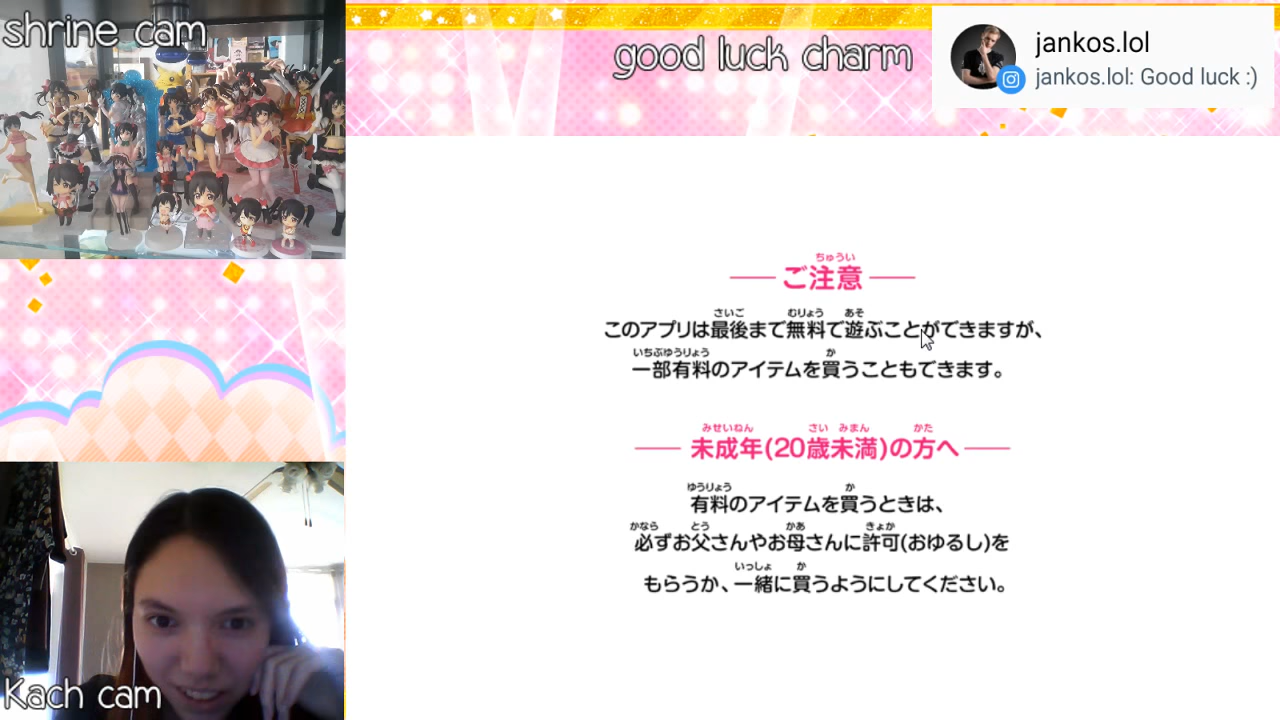 shrine cam
good luck charm
jankos.lol
jankos.lol: Good luck :)
ちゅうい
ご注意
さいご むりょう あそ
このアプリは最後まで無料で遊ぶことができますが、
いちぶゆうりょう か
一部有料のアイテムを買うこともできます。
みせいねん さい みまん かた
未成年(20歳未満)の方へ
ゆうりょう か
有料のアイテムを買うときは、
かなら とう かあ きょか
必ずお父さんやお母さんに許可(おゆるし)を
いっしょ か
もらうか、一緒に買うようにしてください。
Kach cam